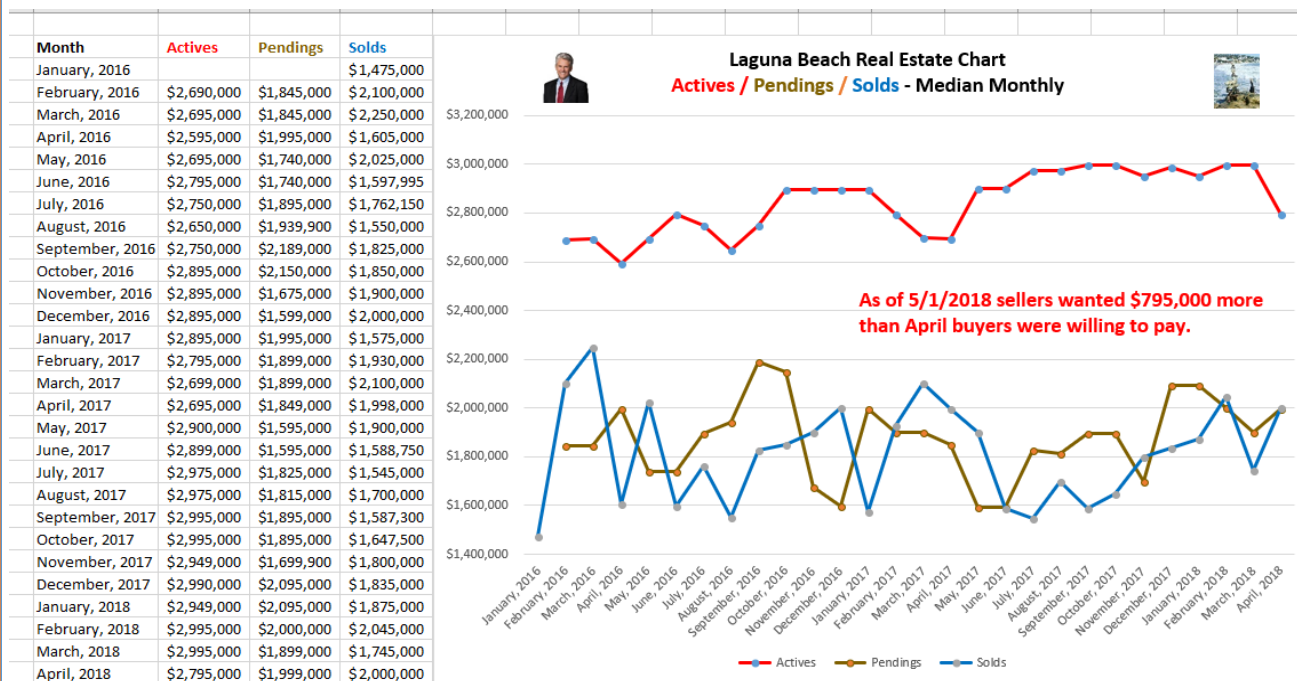 Month Actives Pendings Solds
January, 2016 $1,475,000
February, 2016 $2,690,000 $1,845,000 $2,100,000
March, 2016 $2,695,000 $1,845,000 $2,250,000
April, 2016 $2,595,000 $1,995,000 $1,605,000
May, 2016 $2,695,000 $1,740,000 $2,025,000
June, 2016 $2,795,000 $1,740,000 $1,597,995
July, 2016 $2,750,000 $1,895,000 $1,762,150
August, 2016 $2,650,000 $1,939,900 $1,550,000
September, 2016 $2,750,000 $2,189,000 $1,825,000
October, 2016 $2,895,000 $2,150,000 $1,850,000
November, 2016 $2,895,000 $1,675,000 $1,900,000
December, 2016 $2,895,000 $1,599,000 $2,000,000
January, 2017 $2,895,000 $1,995,000 $1,575,000
February, 2017 $2,795,000 $1,899,000 $1,930,000
March, 2017 $2,699,000 $1,899,000 $2,100,000
April, 2017 $2,695,000 $1,849,000 $1,998,000
May, 2017 $2,900,000 $1,595,000 $1,900,000
June, 2017 $2,899,000 $1,595,000 $1,588,750
July, 2017 $2,975,000 $1,825,000 $1,545,000
August, 2017 $2,975,000 $1,815,000 $1,700,000
September, 2017 $2,995,000 $1,895,000 $1,587,300
October, 2017 $2,995,000 $1,895,000 $1,647,500
November, 2017 $2,949,000 $1,699,900 $1,800,000
December, 2017 $2,990,000 $2,095,000 $1,835,000
January, 2018 $2,949,000 $2,095,000 $1,875,000
February, 2018 $2,995,000 $2,000,000 $2,045,000
March, 2018 $2,995,000 $1,899,000 $1,745,000
April, 2018 $2,795,000 $1,999,000 $2,000,000
Laguna Beach Real Estate Chart
Actives / Pendings / Solds - Median Monthly
$3,200,000
$3,000,000
$2,800,000
$2,600,000
$2,400,000
$2,200,000
$2,000,000
$1,800,000
$1,600,000
$1,400,000
As of 5/1/2018 sellers wanted $795,000 more
than April buyers were willing to pay.
January, 2016
February, 2016
March, 2016
April, 2016
May, 2016
June, 2016
July, 2016
August, 2016
September, 2016
October, 2016
November, 2016
December, 2016
January, 2017
February, 2017
March, 2017
April, 2017
May, 2017
June, 2017
July, 2017
August, 2017
September, 2017
October, 2017
November, 2017
December, 2017
January, 2018
February, 2018
March, 2018
April, 2018
Actives Pendings Solds